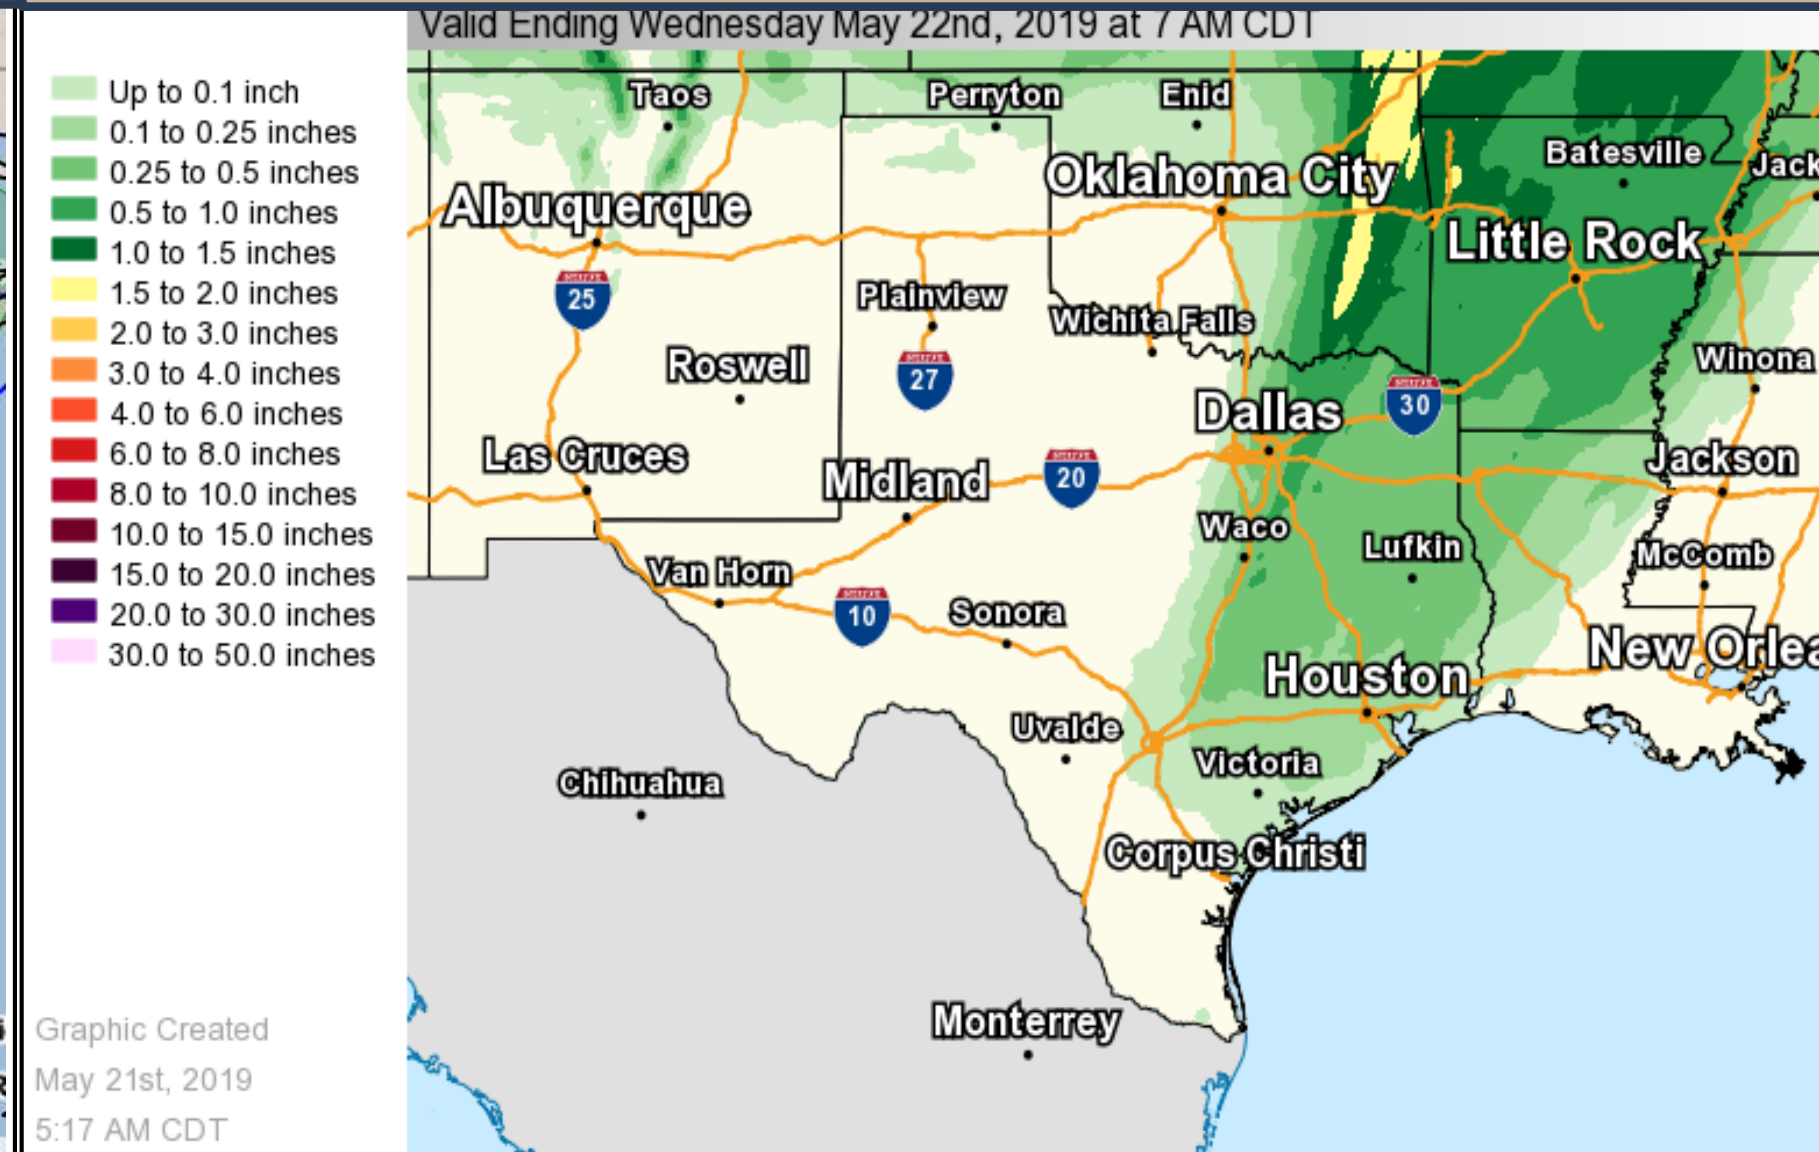 Valid Ending Wednesday May 22nd, 2019 at 7 AM CDT
Up to 0.1 inch
0.1 to 0.25 inches
0.25 to 0.5 inches
0.5 to 1.0 inches
1.0 to 1.5 inches
1.5 to 2.0 inches
2.0 to 3.0 inches
3.0 to 4.0 inches
4.0 to 6.0 inches
6.0 to 8.0 inches
8.0 to 10.0 inches
10.0 to 15.0 inches
15.0 to 20.0 inches
20.0 to 30.0 inches
30.0 to 50.0 inches
Graphic Created
May 21st, 2019
5:17 AM CDT
Taos
Perryton
Enid
Batesville
Jack
Oklahoma City
Albuquerque
Little Rock
25
Plainview
Wichita Falls
Winona
Roswell
27
30
Dallas
Las Cruces
Midland
20
Jackson
Waco
Lufkin
McComb
Van Horn
10
Sonora
New Orlea
Houston
Uvalde
Victoria
Chihuahua
Corpus Christi
Monterrey